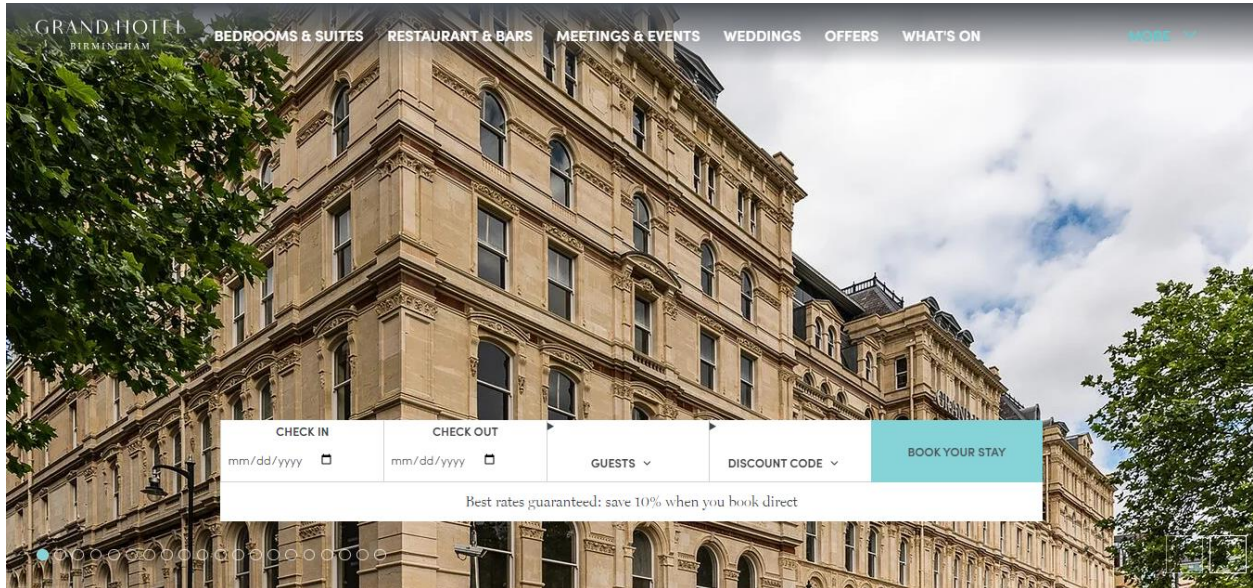 GRAND HOTEL
BIRMINGHAM
BEDROOMS & SUITES
RESTAURANT & BARS
MEETINGS & EVENTS
WEDDINGS
OFFERS
WHAT'S ON
MORE
CHECK IN
CHECK OUT
mm/dd/yyyy
mm/dd/yyyy
GUESTS
DISCOUNT CODE
BOOK YOUR STAY
Best rates guaranteed: save 10% when you book direct